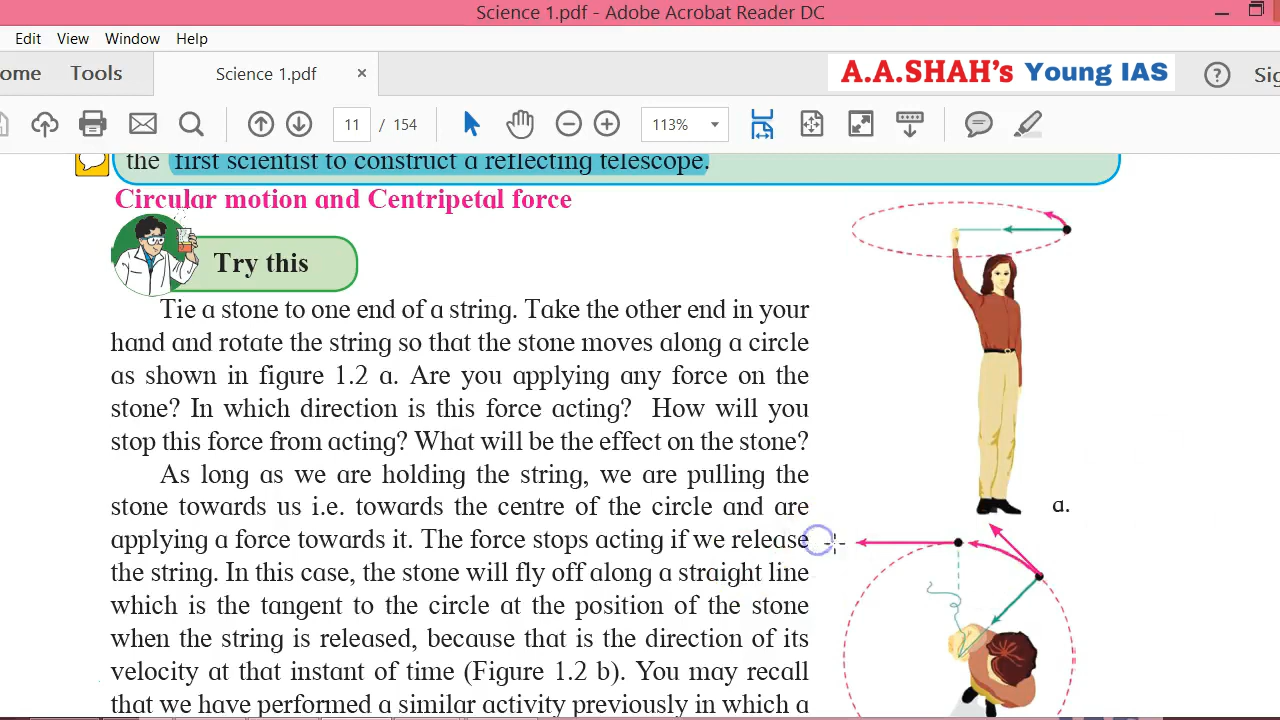 Science 1.pdf - Adobe Acrobat Reader DC
Edit View Window Help
ome Tools Science 1.pdf × A.A.SHAH's Young IAS ? Sig
11 / 154 113%
the first scientist to construct a reflecting telescope.
Circular motion and Centripetal force
Try this
Tie a stone to one end of a string. Take the other end in your
hand and rotate the string so that the stone moves along a circle
as shown in figure 1.2 a. Are you applying any force on the
stone? In which direction is this force acting? How will you
stop this force from acting? What will be the effect on the stone?
As long as we are holding the string, we are pulling the
stone towards us i.e. towards the centre of the circle and are
applying a force towards it. The force stops acting if we release
the string. In this case, the stone will fly off along a straight line
which is the tangent to the circle at the position of the stone
when the string is released, because that is the direction of its
velocity at that instant of time (Figure 1.2 b). You may recall
that we have performed a similar activity previously in which a
a.